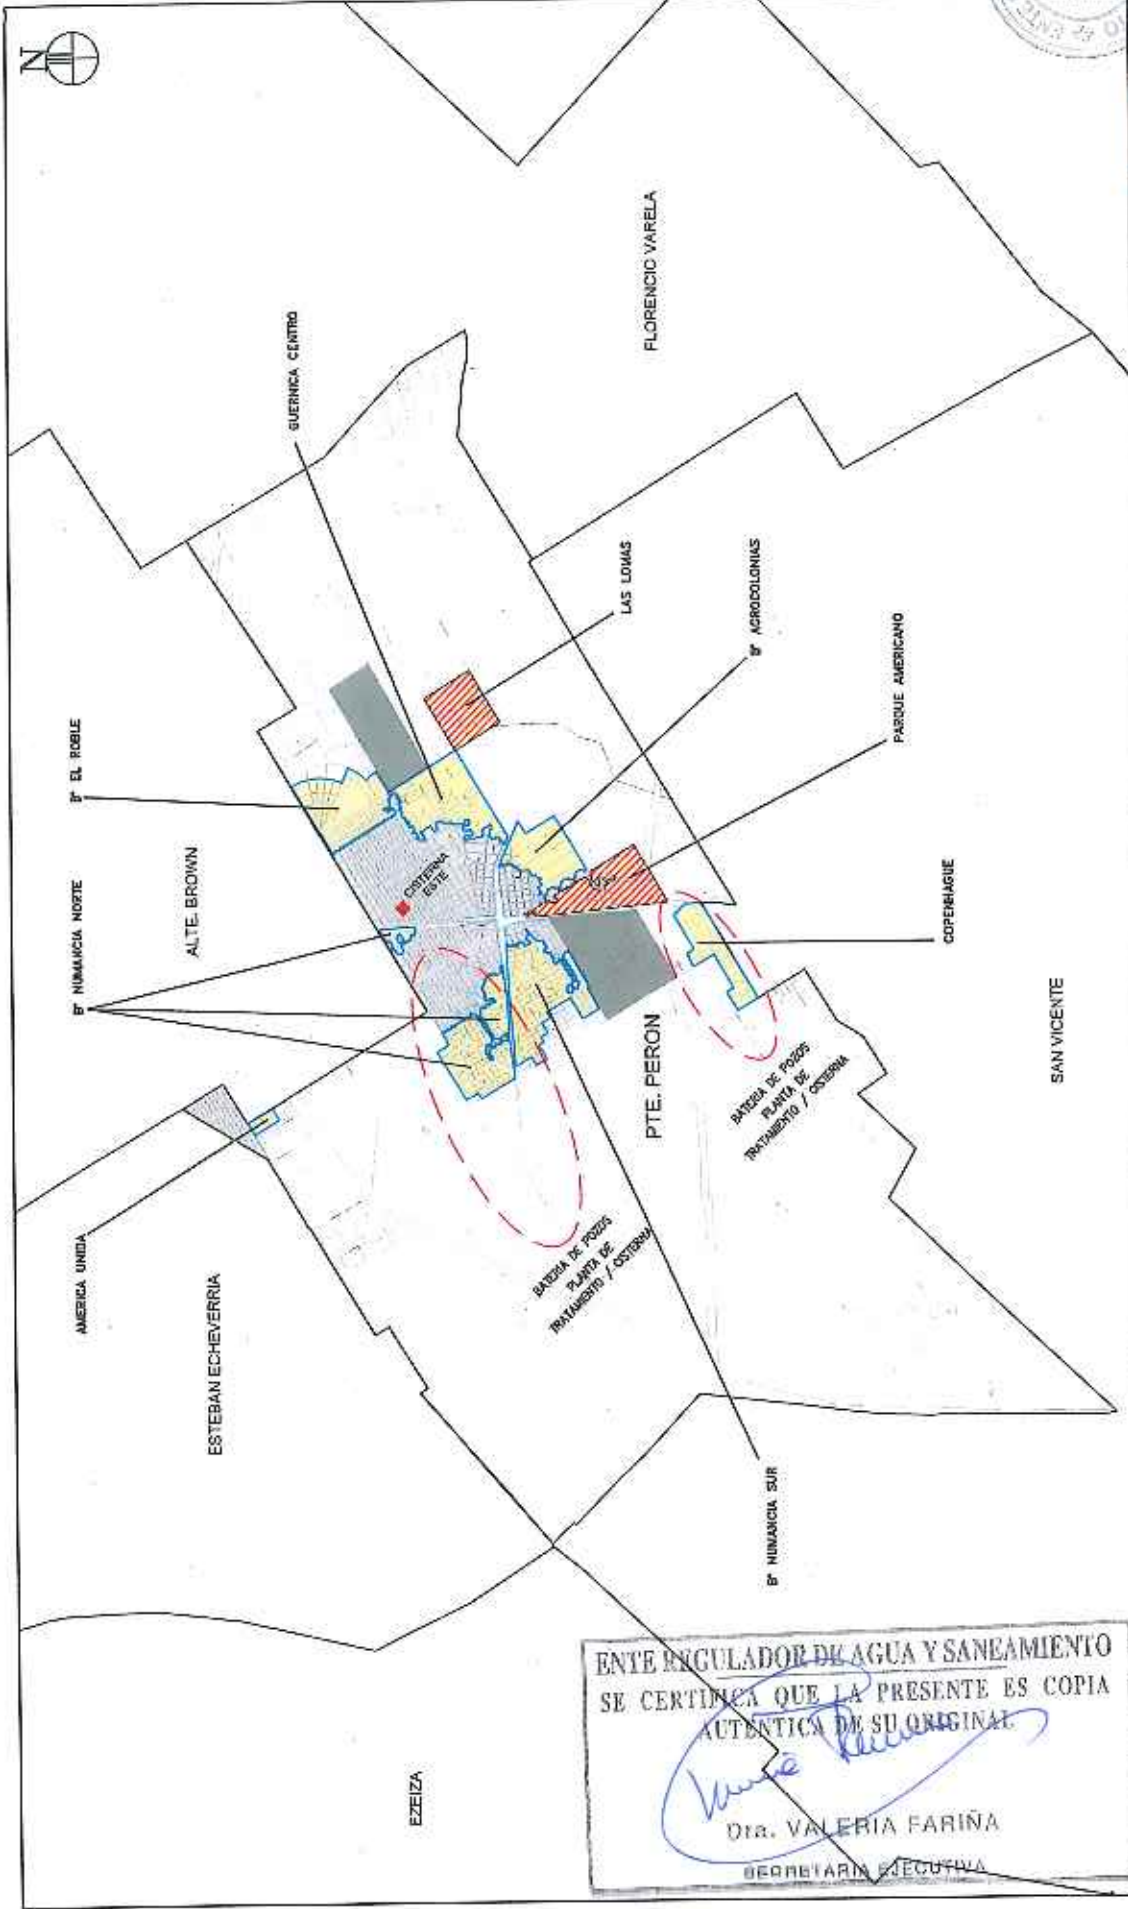 N
FLORENCIO VARELA
GUERNICA CENTRO
LAS LOMAS
Bº AGROCOLONIAS
PARQUE AMERICANO
Bº EL ROBLE
ALTE. BROWN
CISTERNA
ESTE
Bº NUMANCIA NORTE
COPENHAGUE
SAN VICENTE
PTE. PERON
BATERIA DE POZOS
PLANTA DE
TRATAMIENTO / CISTERNA
BATERIA DE POZOS
PLANTA DE
TRATAMIENTO / CISTERNA
AMERICA UNIDA
ESTEBAN ECHEVERRIA
Bº NUMANCIA SUR
EZEIZA
ENTE REGULADOR DE AGUA Y SANEAMIENTO
SE CERTIFICA QUE LA PRESENTE ES COPIA
AUTENTICA DE SU ORIGINAL
Dra. VALERIA FARIÑA
SECRETARIA EJECUTIVA